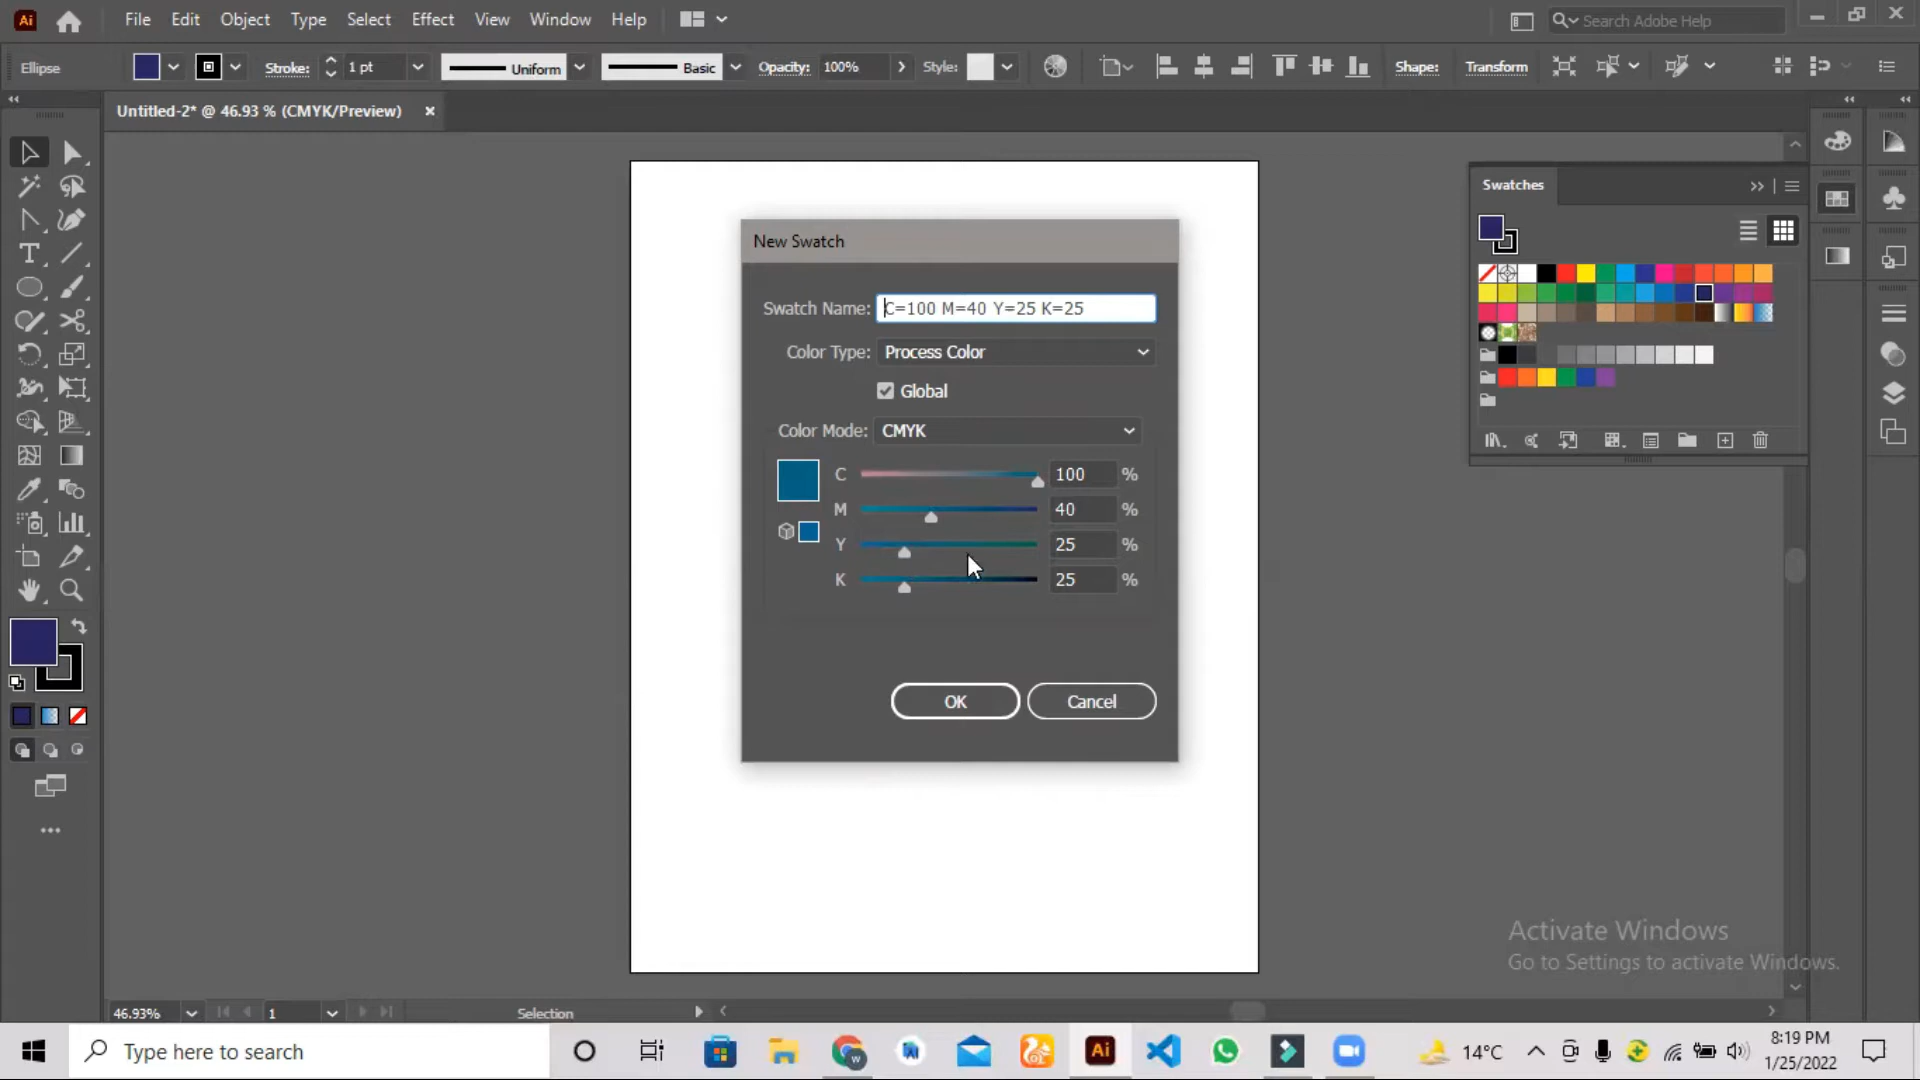 Ai File Edit Object Type Select Effect View Window Help Search Adobe Help
Ellipse Stroke: 1 pt Uniform Basic Opacity: 100% Style: Shape: Transform
Untitled-2* @ 46.93 % (CMYK/Preview)
Swatches
New Swatch
Swatch Name: C=100 M=40 Y=25 K=25
Color Type: Process Color
Global
Color Mode: CMYK
C 100 %
M 40 %
Y 25 %
K 25 %
OK Cancel
Activate Windows
Go to Settings to activate Windows.
46.93% 1 Selection
Type here to search Ai 14°C 8:19 PM
1/25/2022